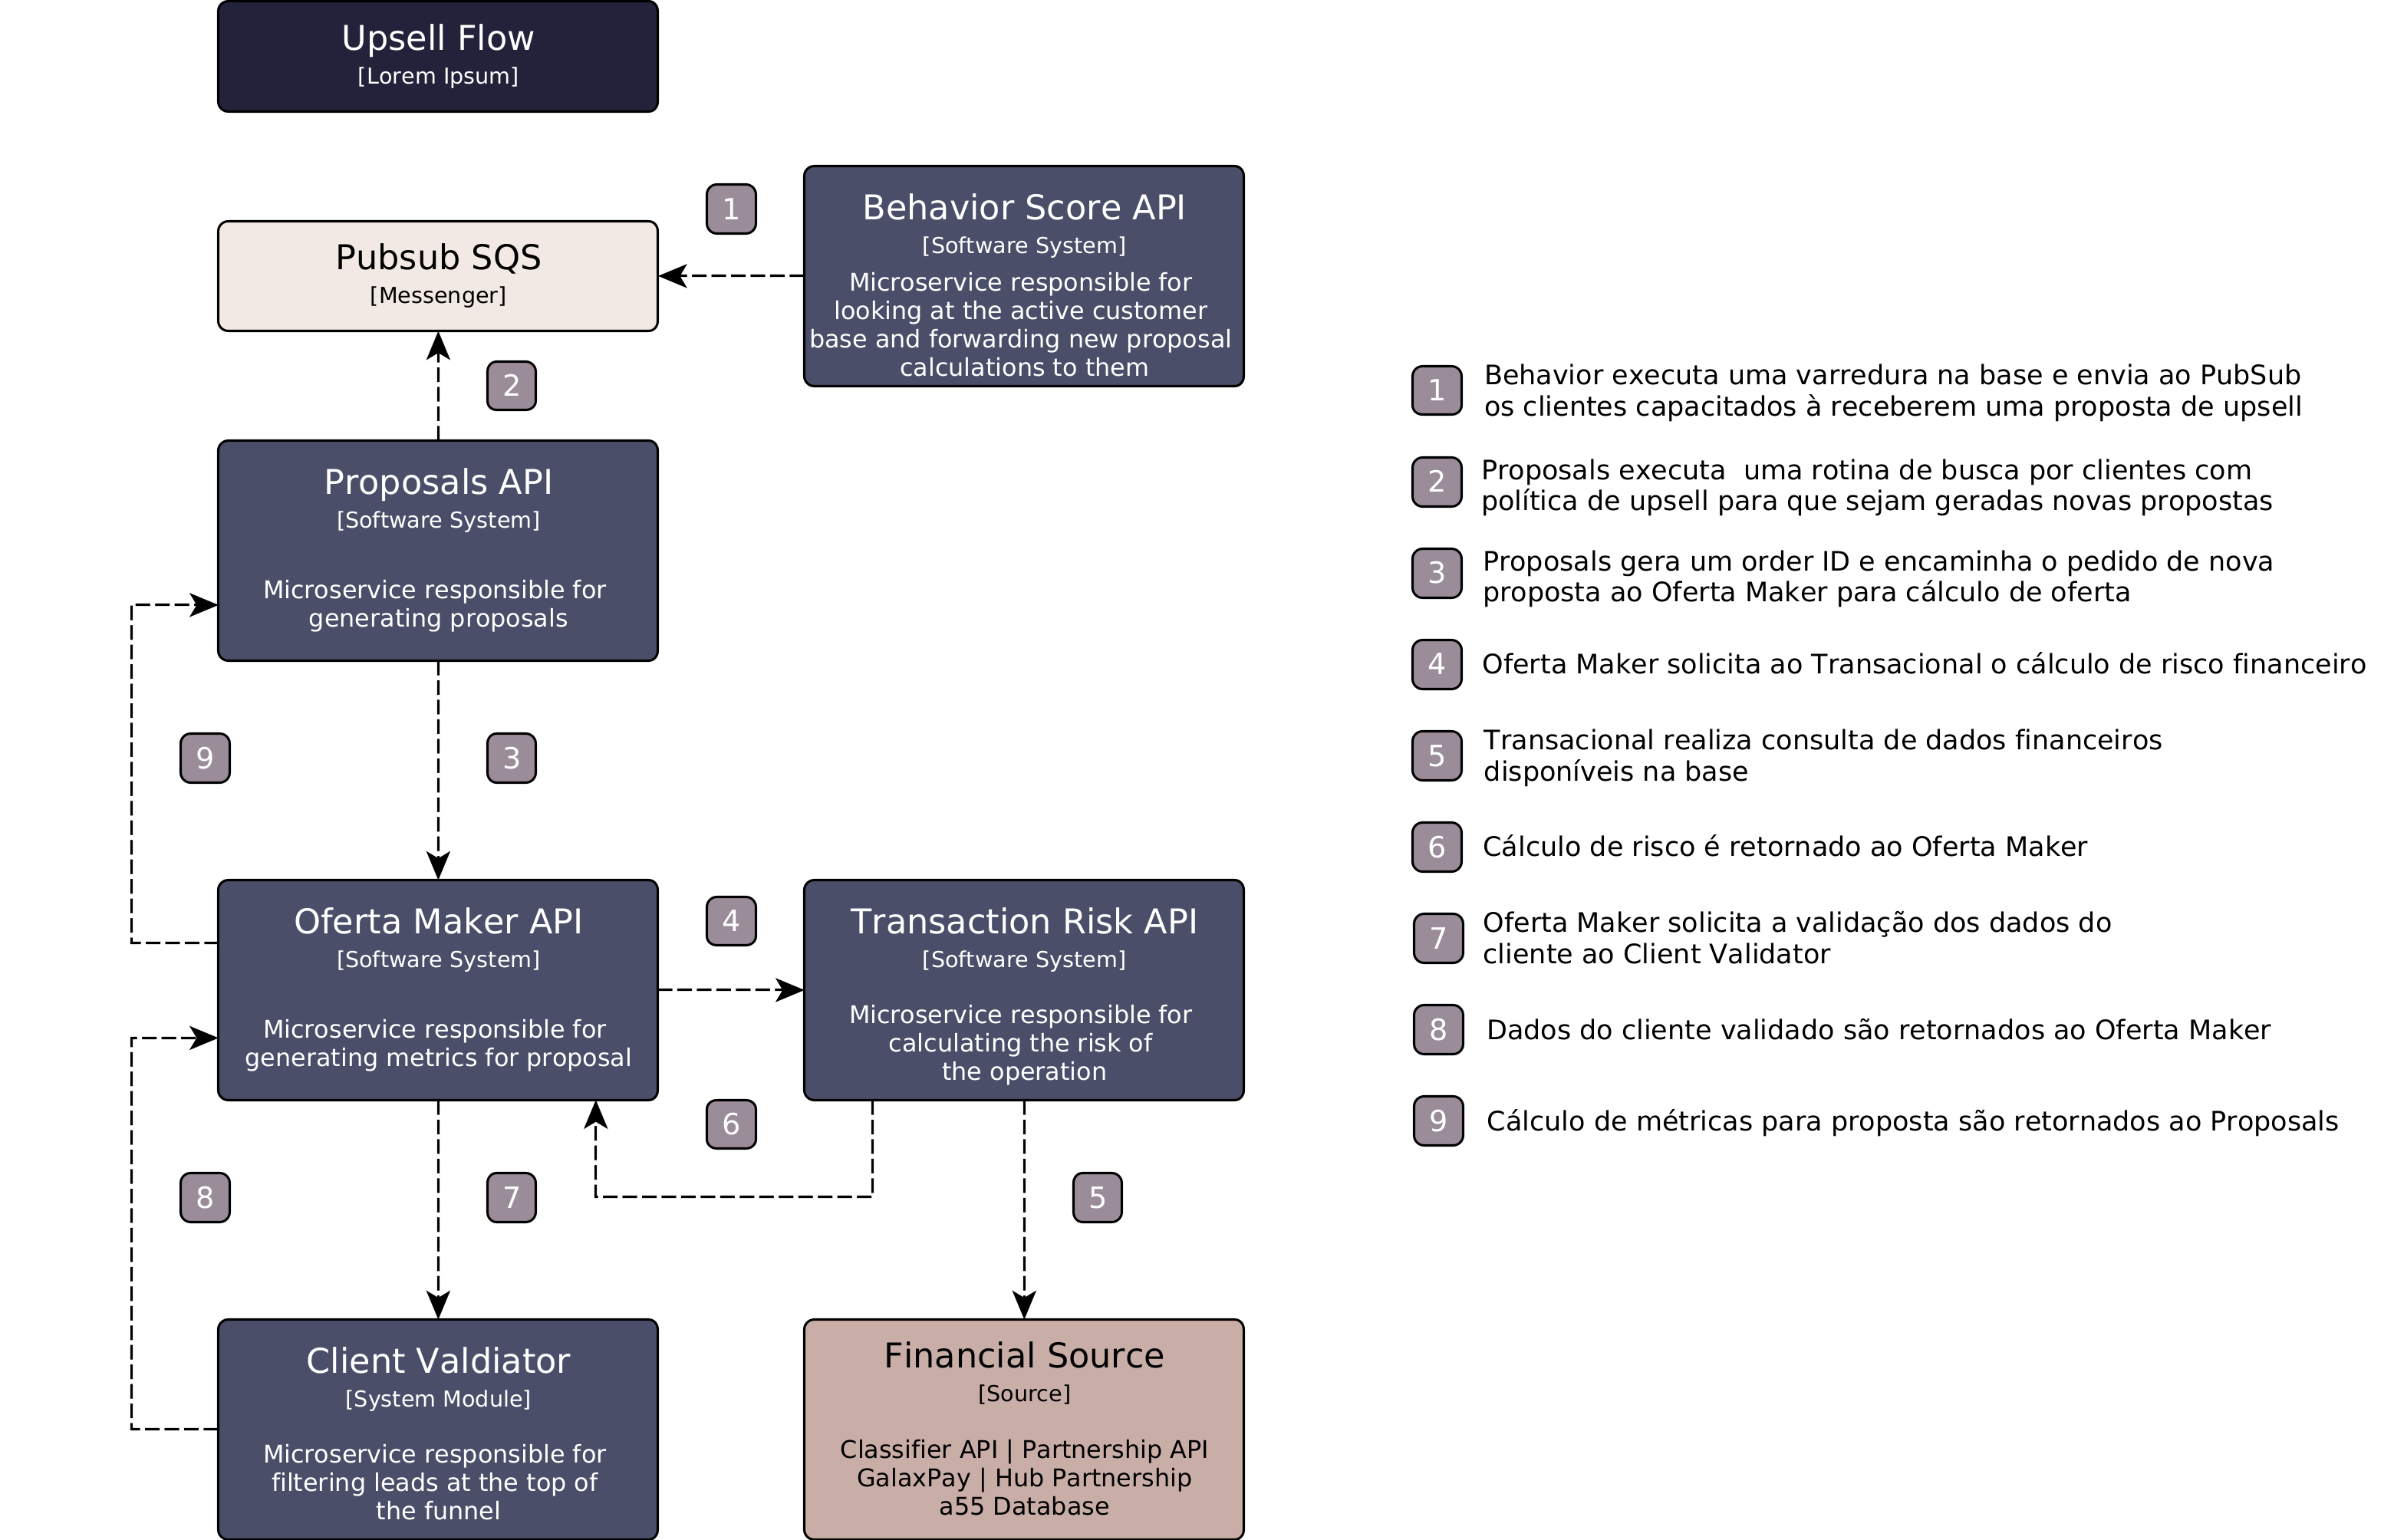 Upsell Flow
[Lorem Ipsum]
1
Behavior Score API
[Software System]
Microservice responsible for
looking at the active customer
base and forwarding new proposal
calculations to them
Pubsub SQS
[Messenger]
2
Proposals API
[Software System]
Microservice responsible for
generating proposals
9
3
Oferta Maker API
[Software System]
Microservice responsible for
generating metrics for proposal
4
Transaction Risk API
[Software System]
Microservice responsible for
calculating the risk of
the operation
6
8
7
5
Client Valdiator
[System Module]
Microservice responsible for
filtering leads at the top of
the funnel
Financial Source
[Source]
Classifier API | Partnership API
GalaxPay | Hub Partnership
a55 Database
1
Behavior executa uma varredura na base e envia ao PubSub
os clientes capacitados à receberem uma proposta de upsell
2
Proposals executa  uma rotina de busca por clientes com
política de upsell para que sejam geradas novas propostas
3
Proposals gera um order ID e encaminha o pedido de nova
proposta ao Oferta Maker para cálculo de oferta
4
Oferta Maker solicita ao Transacional o cálculo de risco financeiro
5
Transacional realiza consulta de dados financeiros
disponíveis na base
6
Cálculo de risco é retornado ao Oferta Maker
7
Oferta Maker solicita a validação dos dados do
cliente ao Client Validator
8
Dados do cliente validado são retornados ao Oferta Maker
9
Cálculo de métricas para proposta são retornados ao Proposals